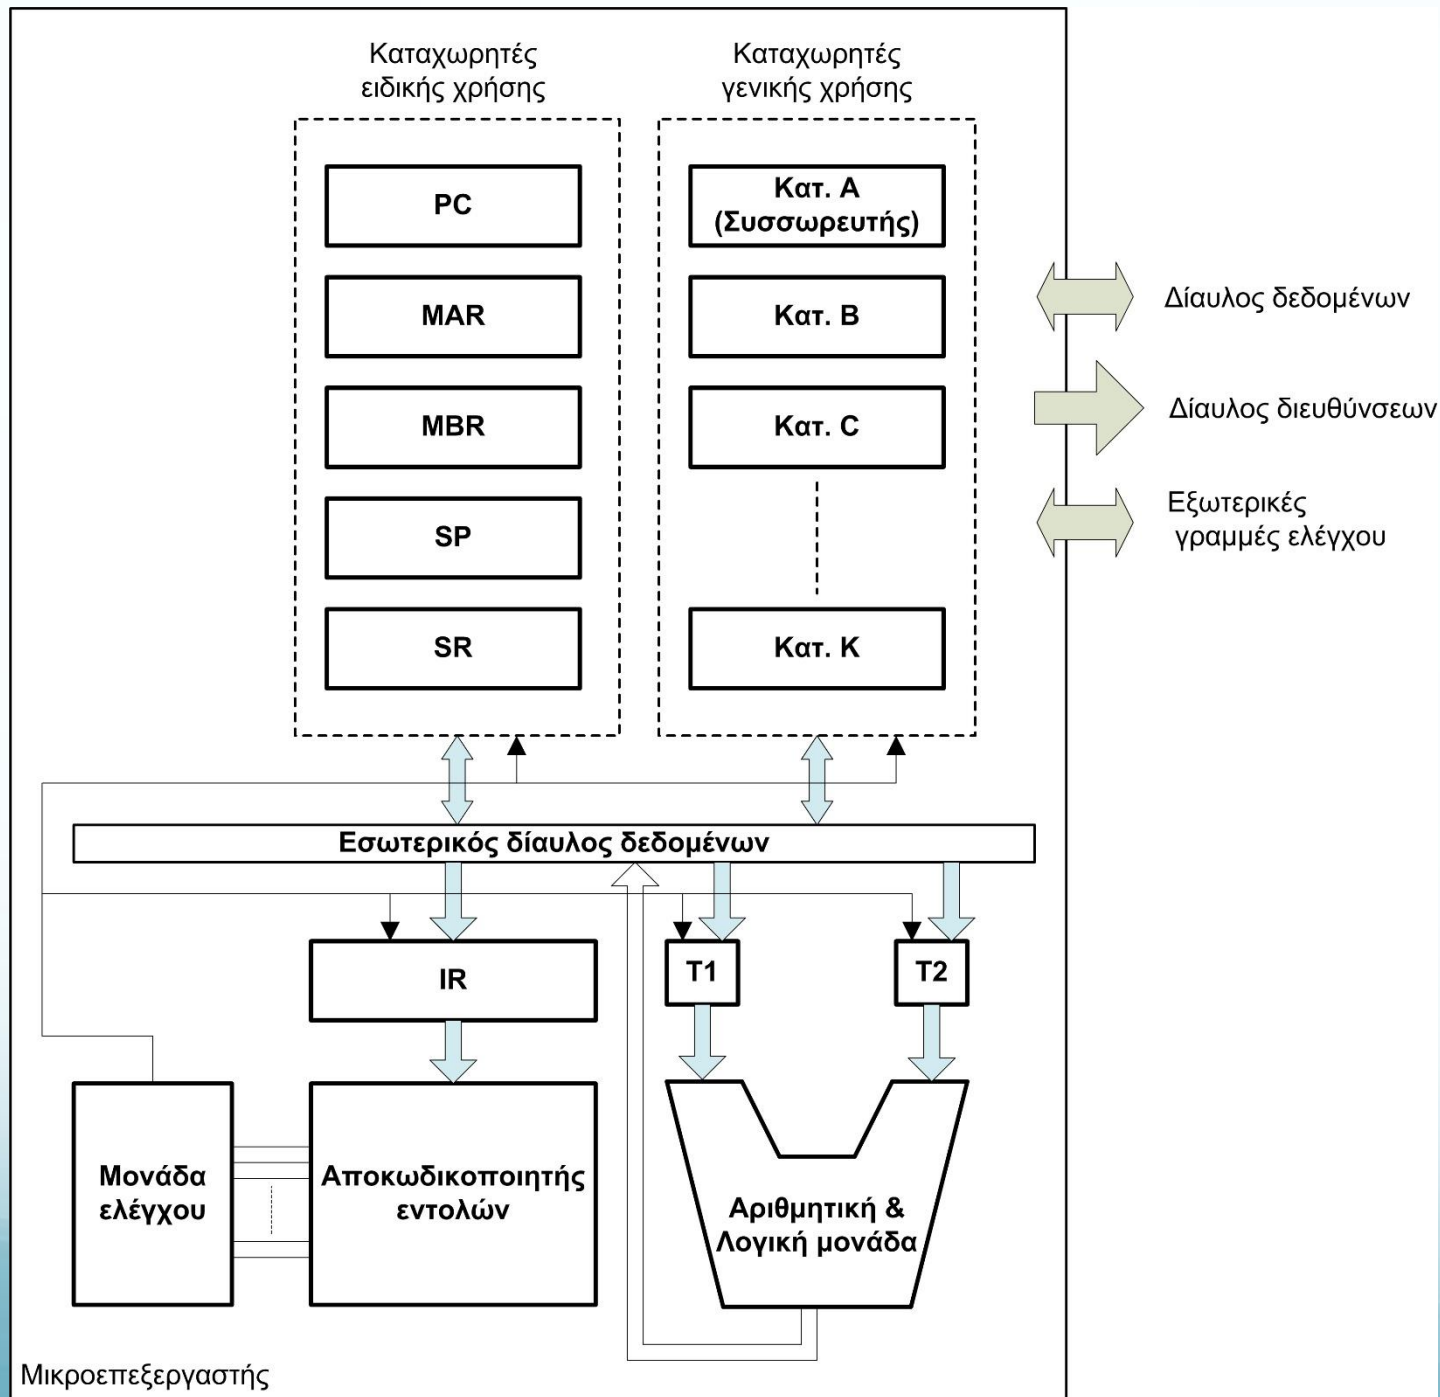 Καταχωρητές
ειδικής χρήσης
Καταχωρητές
γενικής χρήσης
PC
MAR
MBR
SP
SR
Κατ. A
(Συσσωρευτής)
Κατ. B
Κατ. C
Κατ. K
Δίαυλος δεδομένων
Δίαυλος διευθύνσεων
Εξωτερικές
γραμμές ελέγχου
Εσωτερικός δίαυλος δεδομένων
IR
T1
T2
Μονάδα
ελέγχου
Αποκωδικοποιητής
εντολών
Αριθμητική &
Λογική μονάδα
Μικροεπεξεργαστής